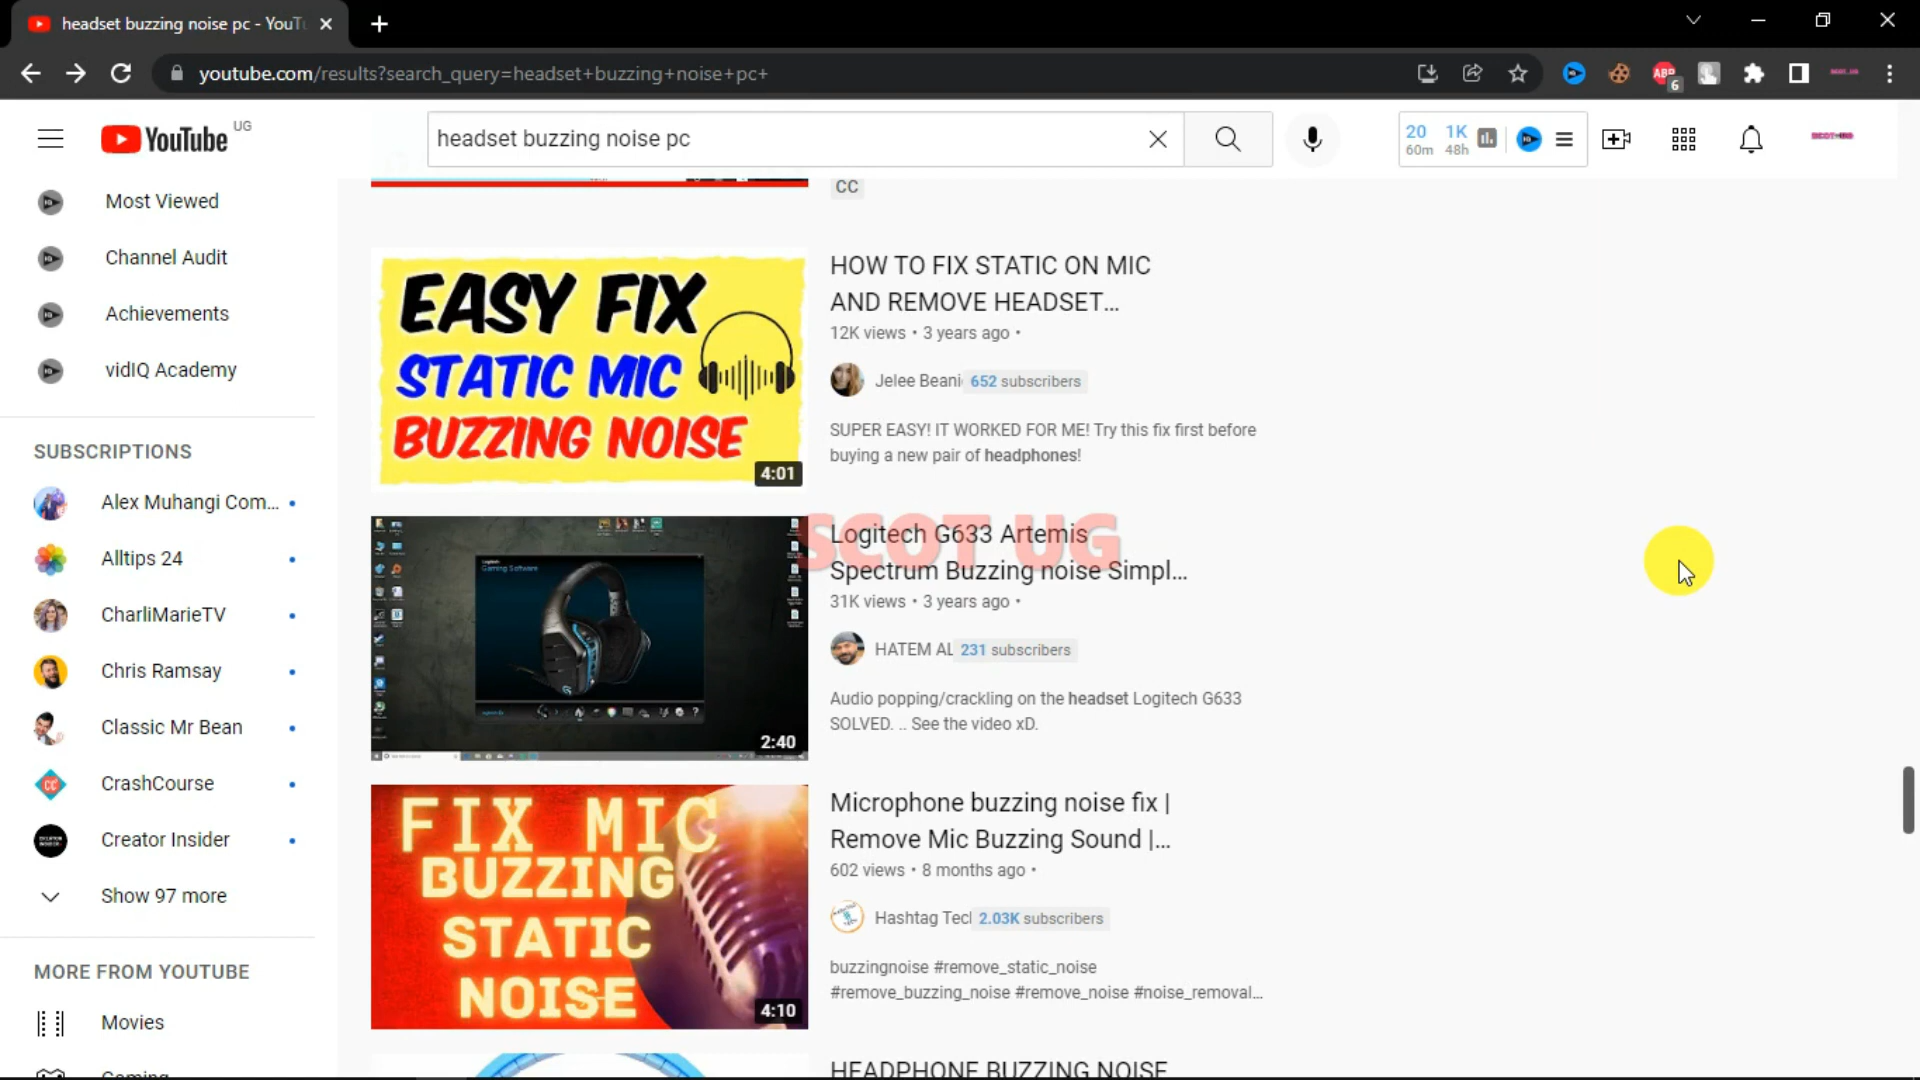 headset buzzing noise pc - YouT
youtube.com/results?search_query=headset+buzzing+noise+pc+
ABP
6
YouTube
UG
headset buzzing noise pc
20
60m
1K
48h
SCOT UG
Most Viewed
Channel Audit
Achievements
vidIQ Academy
SUBSCRIPTIONS
Alex Muhangi Com...
Alltips 24
CharliMarieTV
Chris Ramsay
Classic Mr Bean
CrashCourse
Creator Insider
Show 97 more
MORE FROM YOUTUBE
Movies
Gaming
CC
EASY FIX
STATIC MIC
BUZZING NOISE
4:01
HOW TO FIX STATIC ON MIC
AND REMOVE HEADSET...
12K views • 3 years ago •
Jelee Beani 652 subscribers
SUPER EASY! IT WORKED FOR ME! Try this fix first before
buying a new pair of headphones!
Gaming Software
2:40
SCOT UG
Logitech G633 Artemis
Spectrum Buzzing noise Simpl...
31K views • 3 years ago •
HATEM AL 231 subscribers
Audio popping/crackling on the headset Logitech G633
SOLVED. .. See the video xD.
FIX MIC
BUZZING
STATIC
NOISE
4:10
Microphone buzzing noise fix |
Remove Mic Buzzing Sound |...
602 views • 8 months ago •
Hashtag Tecl 2.03K subscribers
buzzingnoise #remove_static_noise
#remove_buzzing_noise #remove_noise #noise_removal...
HEADPHONE BUZZING NOISE